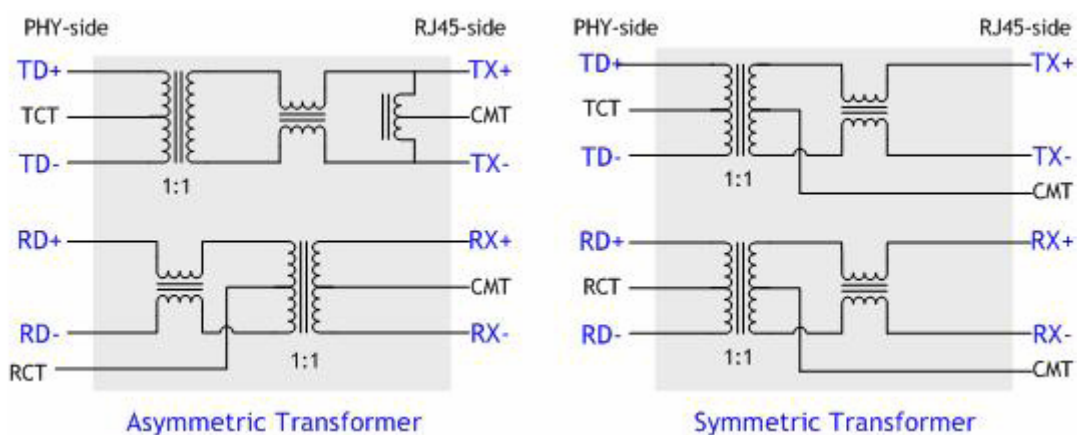 PHY-side RJ45-side
TD+ TX+
TCT CMT
TD- TX-
1:1
RD+ RX+
CMT
RD- RX-
1:1
RCT
Asymmetric Transformer
PHY-side RJ45-side
TD+ TX+
TCT
TD- TX-
1:1
CMT
RD+ RX+
RCT
RD- RX-
1:1
CMT
Symmetric Transformer